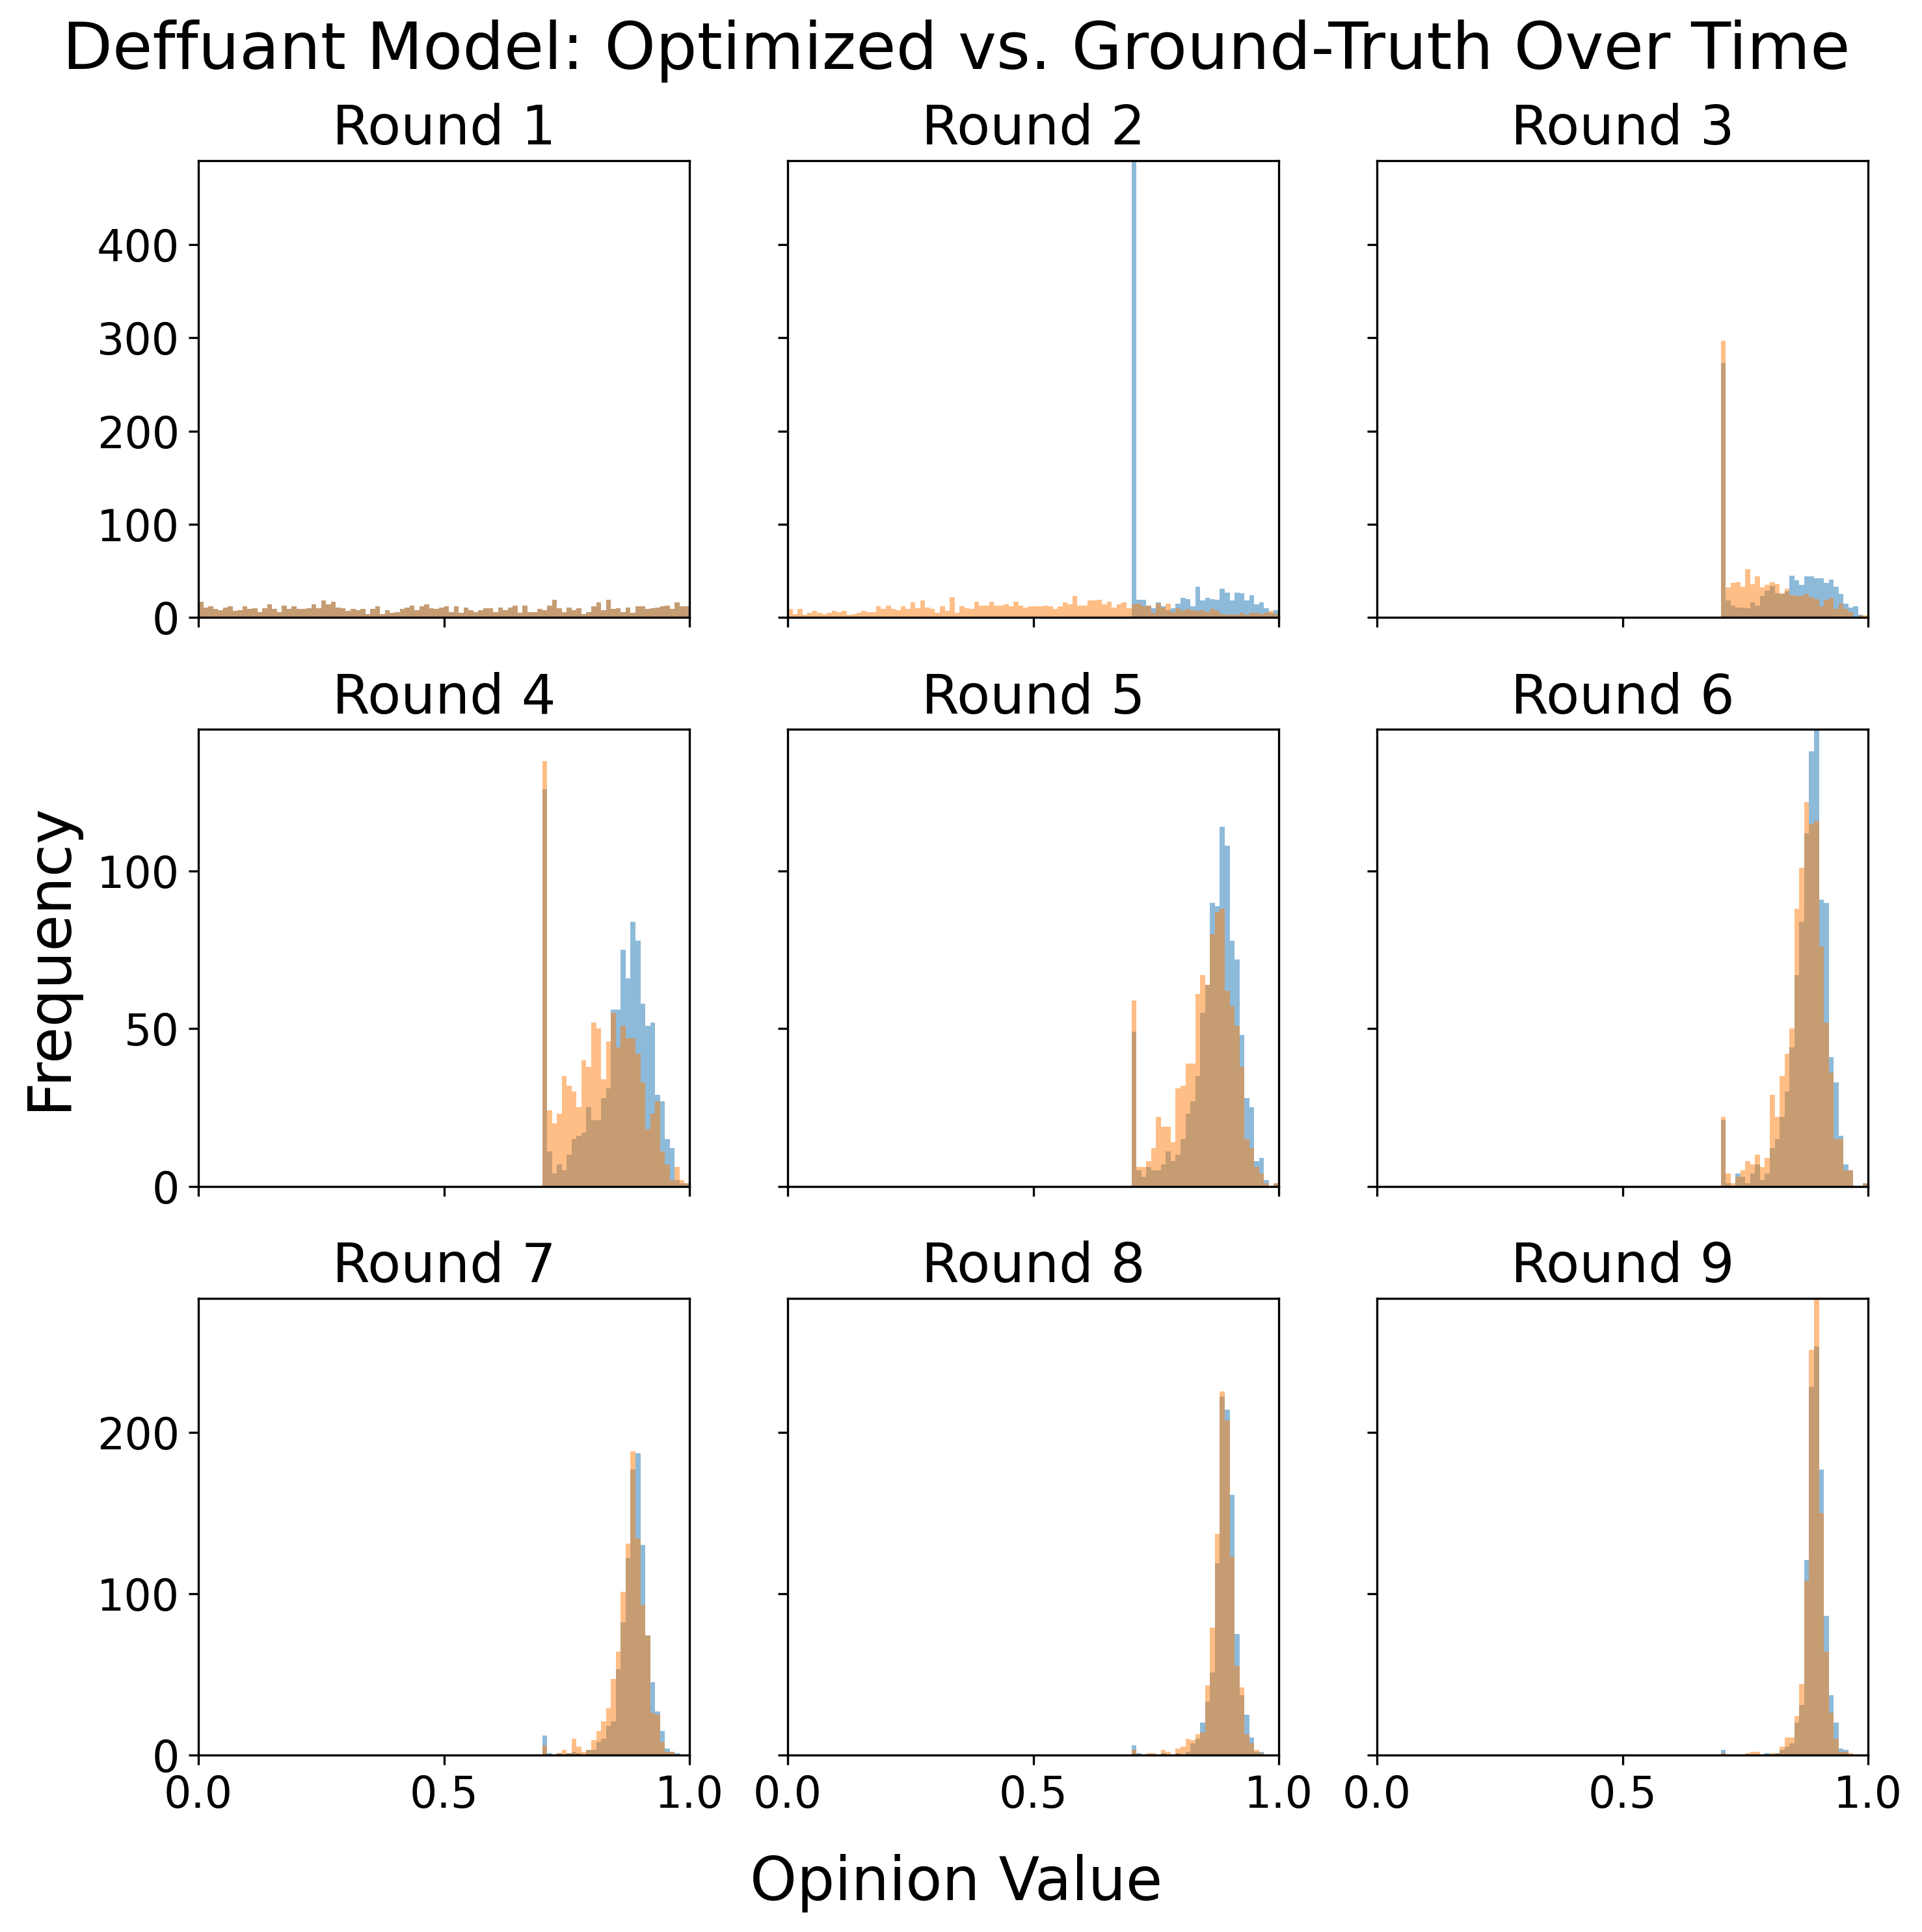 Deffuant Model: Optimized vs. Ground-Truth Over Time
Round 1
Round 2
Round 3
400
300
200
100
0
Round 4
Round 5
Round 6
Frequency
100
50
0
Round 7
Round 8
Round 9
200
100
0
0.0 0.5 1.0 0.0 0.5 1.0 0.0 0.5 1.0
Opinion Value